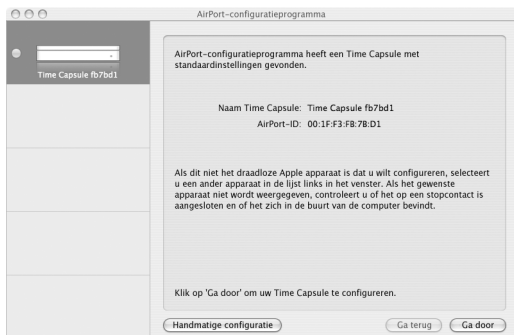 AirPort-configuratieprogramma
Time Capsule fb7bd1
AirPort-configuratieprogramma heeft een Time Capsule met
standaardinstellingen gevonden.
Naam Time Capsule: Time Capsule fb7bd1
AirPort-ID: 00:1F:F3:FB:7B:D1
Als dit niet het draadloze Apple apparaat is dat u wilt configureren, selecteert
u een ander apparaat in de lijst links in het venster. Als het gewenste
apparaat niet wordt weergegeven, controleert u of het op een stopcontact is
aangesloten en of het zich in de buurt van de computer bevindt.
Klik op 'Ga door' om uw Time Capsule te configureren.
Handmatige configuratie
Ga terug
Ga door